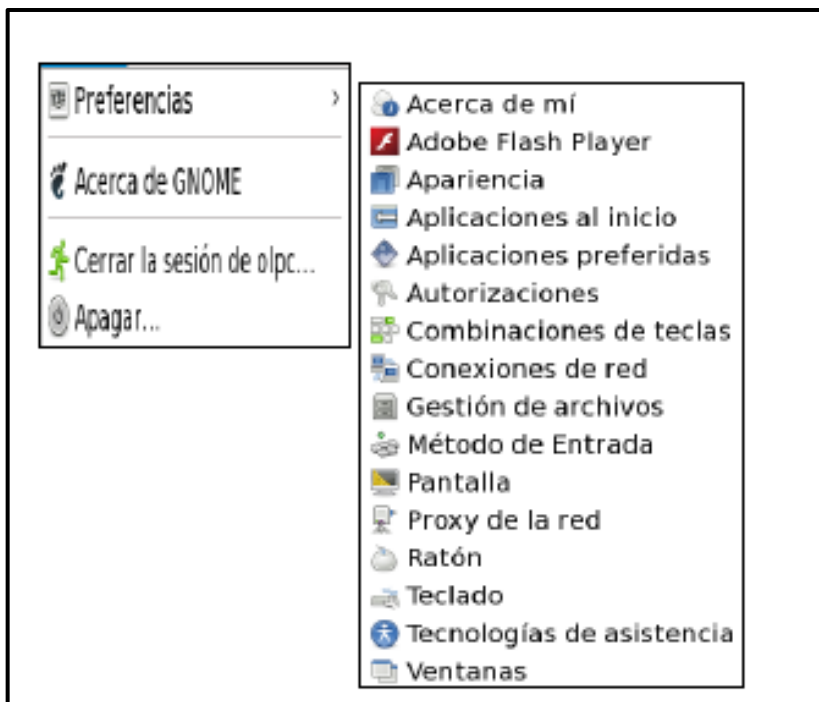 Preferencias
Acerca de GNOME
Cerrar la sesión de olpc...
Apagar...
Acerca de mí
Adobe Flash Player
Apariencia
Aplicaciones al inicio
Aplicaciones preferidas
Autorizaciones
Combinaciones de teclas
Conexiones de red
Gestión de archivos
Método de Entrada
Pantalla
Proxy de la red
Ratón
Teclado
Tecnologías de asistencia
Ventanas